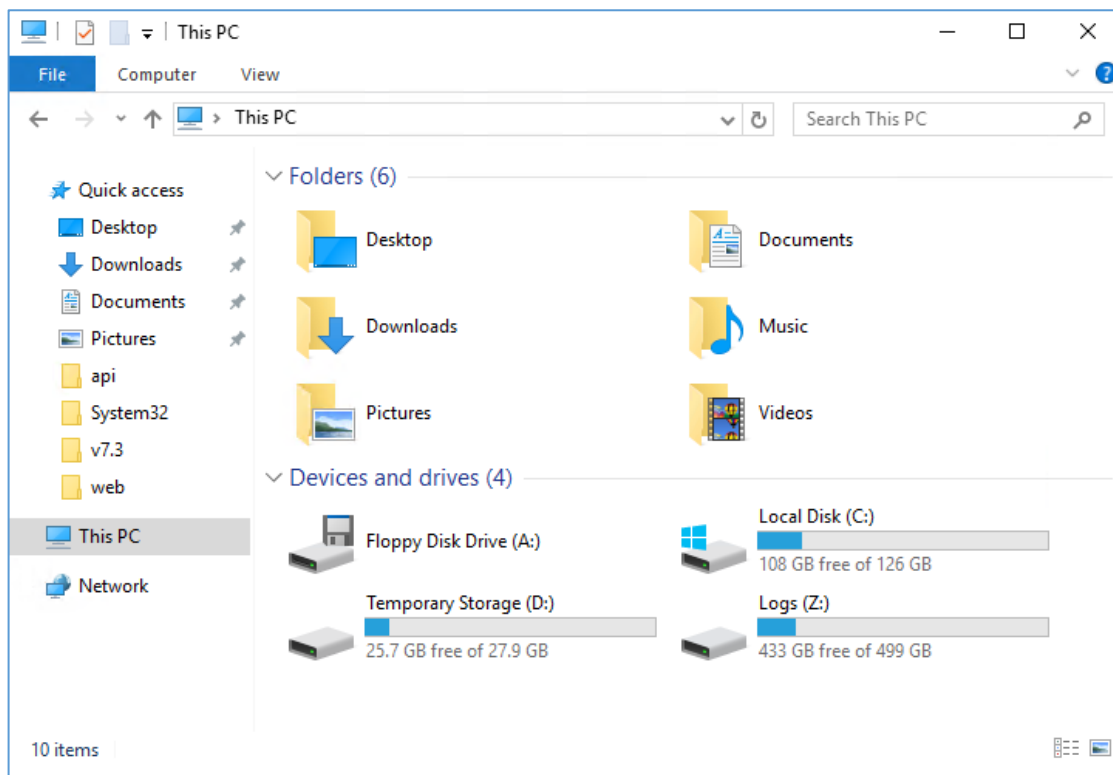 This PC
File Computer View
This PC
Search This PC
Quick access
Desktop
Downloads
Documents
Pictures
api
System32
v7.3
web
This PC
Network
Folders (6)
Desktop
Documents
Downloads
Music
Pictures
Videos
Devices and drives (4)
Floppy Disk Drive (A:)
Local Disk (C:)
108 GB free of 126 GB
Temporary Storage (D:)
25.7 GB free of 27.9 GB
Logs (Z:)
433 GB free of 499 GB
10 items